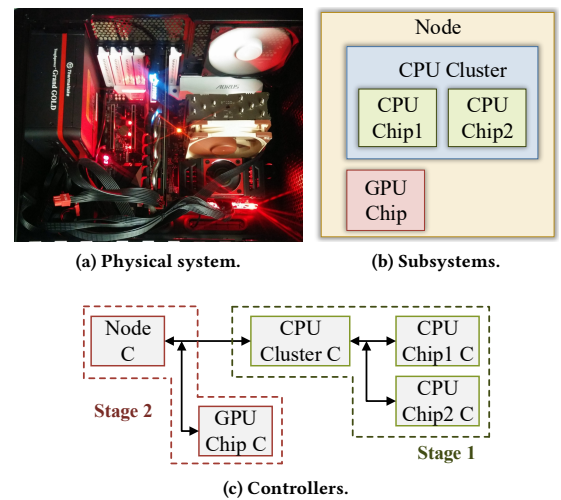 Thermaltake
Toughpower
Grand GOLD
AORUS
(a) Physical system.
Node
CPU Cluster
CPU
Chip1
CPU
Chip2
GPU
Chip
(b) Subsystems.
Node
C
CPU
Cluster C
CPU
Chip1 C
CPU
Chip2 C
GPU
Chip C
Stage 2
Stage 1
(c) Controllers.